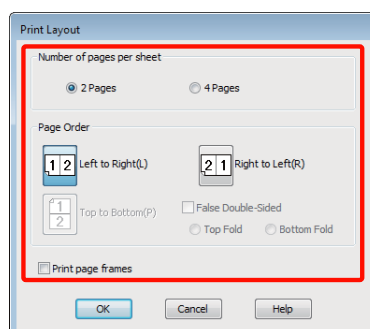 Print Layout
Number of pages per sheet
2 Pages 4 Pages
Page Order
1 2 Left to Right(L) 2 1 Right to Left(R)
1 2 Top to Bottom(P) False Double-Sided
Top Fold Bottom Fold
Print page frames
OK Cancel Help